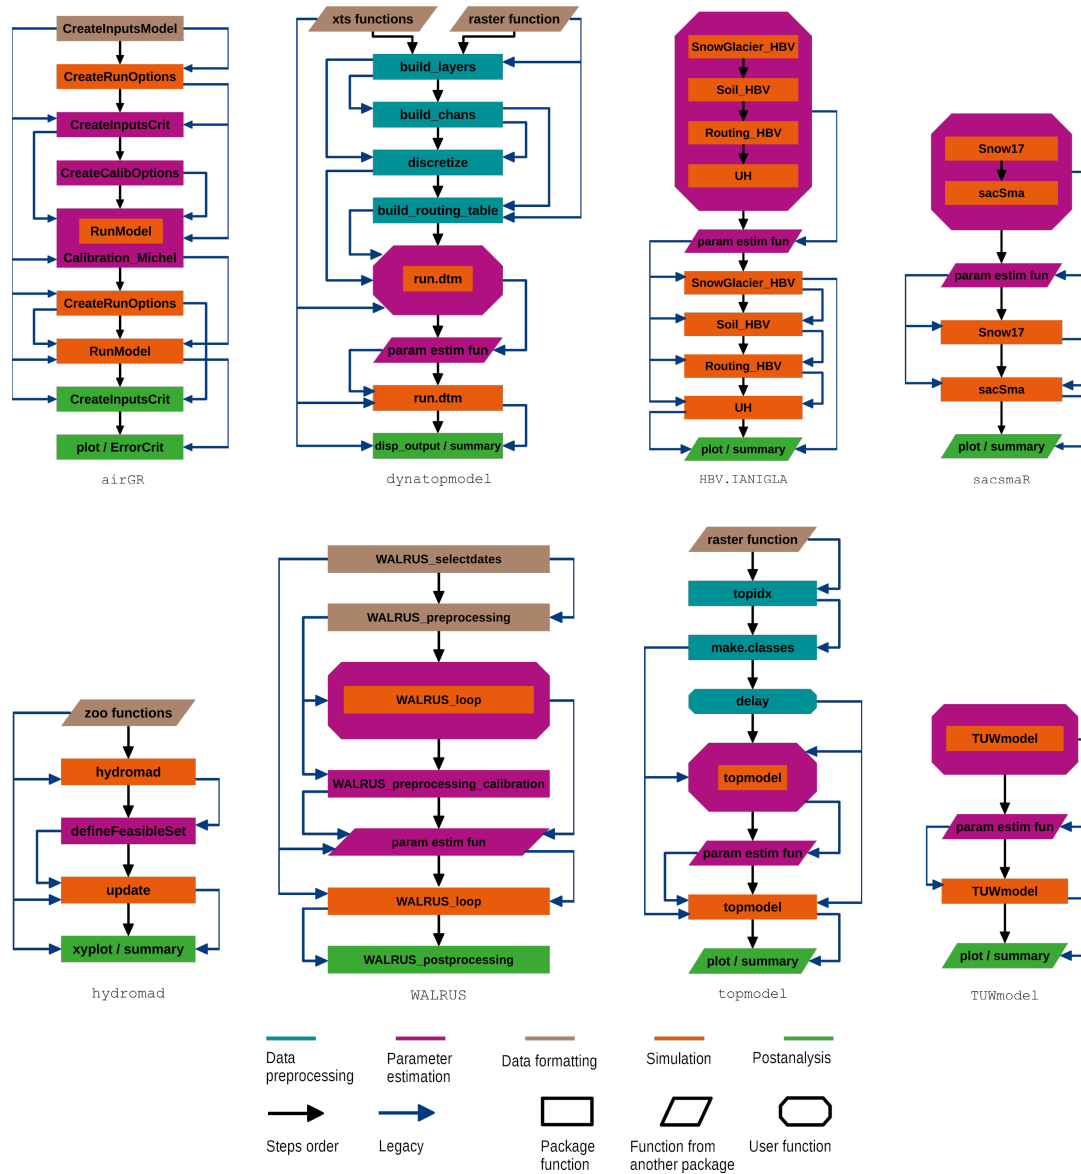 CreateInputsModel
CreateRunOptions
CreateInputsCrit
CreateCalibOptions
RunModel
Calibration_Michel
CreateRunOptions
RunModel
CreateInputsCrit
plot / ErrorCrit
airGR
xts functions
raster function
build_layers
build_chans
discretize
build_routing_table
run.dtm
param estim fun
run.dtm
disp_output / summary
dynatopmodel
SnowGlacier_HBV
Soil_HBV
Routing_HBV
UH
param estim fun
SnowGlacier_HBV
Soil_HBV
Routing_HBV
UH
plot / summary
HBV.IANIGLA
Snow17
sacSma
param estim fun
Snow17
sacSma
plot / summary
sacsmaR
zoo functions
hydromad
defineFeasibleSet
update
xyplot / summary
hydromad
WALRUS_selectdates
WALRUS_preprocessing
WALRUS_loop
WALRUS_preprocessing_calibration
param estim fun
WALRUS_loop
WALRUS_postprocessing
WALRUS
raster function
topidx
make.classes
delay
topmodel
param estim fun
topmodel
plot / summary
topmodel
TUWmodel
param estim fun
TUWmodel
plot / summary
TUWmodel
Data
preprocessing
Parameter
estimation
Data formatting
Simulation
Postanalysis
Steps order
Legacy
Package
function
Function from
another package
User function